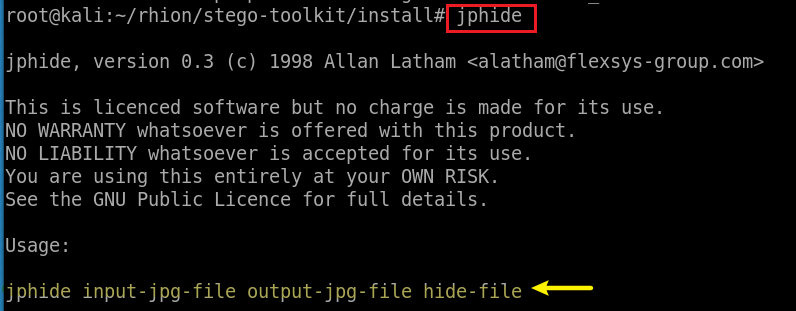 root@kali:~/rhion/stego-toolkit/install# jphide
jphide, version 0.3 (c) 1998 Allan Latham <alatham@flexsys-group.com>
This is licenced software but no charge is made for its use.
NO WARRANTY whatsoever is offered with this product.
NO LIABILITY whatsoever is accepted for its use.
You are using this entirely at your OWN RISK.
See the GNU Public Licence for full details.
Usage:
jphide input-jpg-file output-jpg-file hide-file